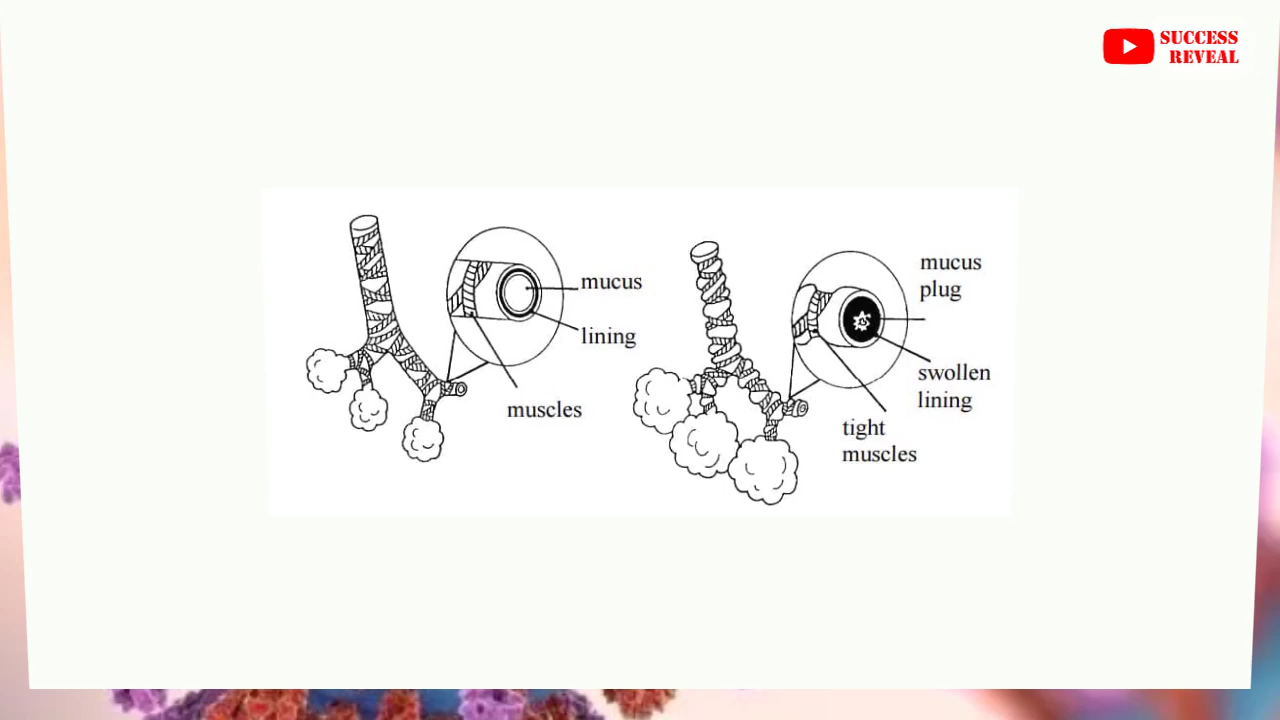 SUCCESS
REVEAL
mucus
lining
muscles
mucus
plug
swollen
lining
tight
muscles